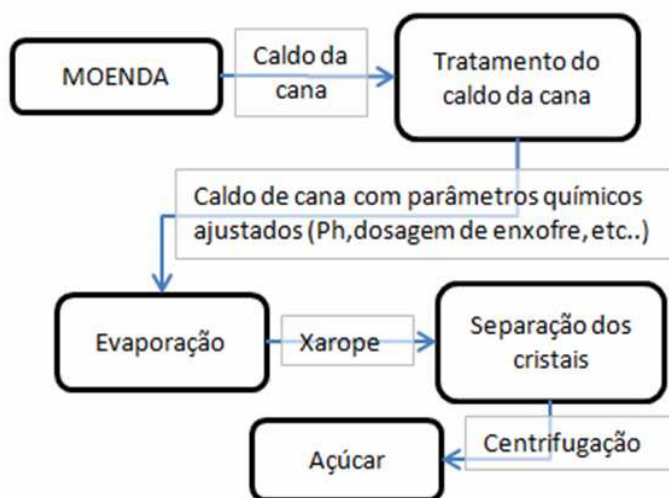 MOENDA
Caldo da
cana
Tratamento do
caldo da cana
Caldo de cana com parâmetros químicos
ajustados (Ph,dosagem de enxofre, etc..)
Evaporação
Xarope
Separação dos
cristais
Centrifugação
Açúcar